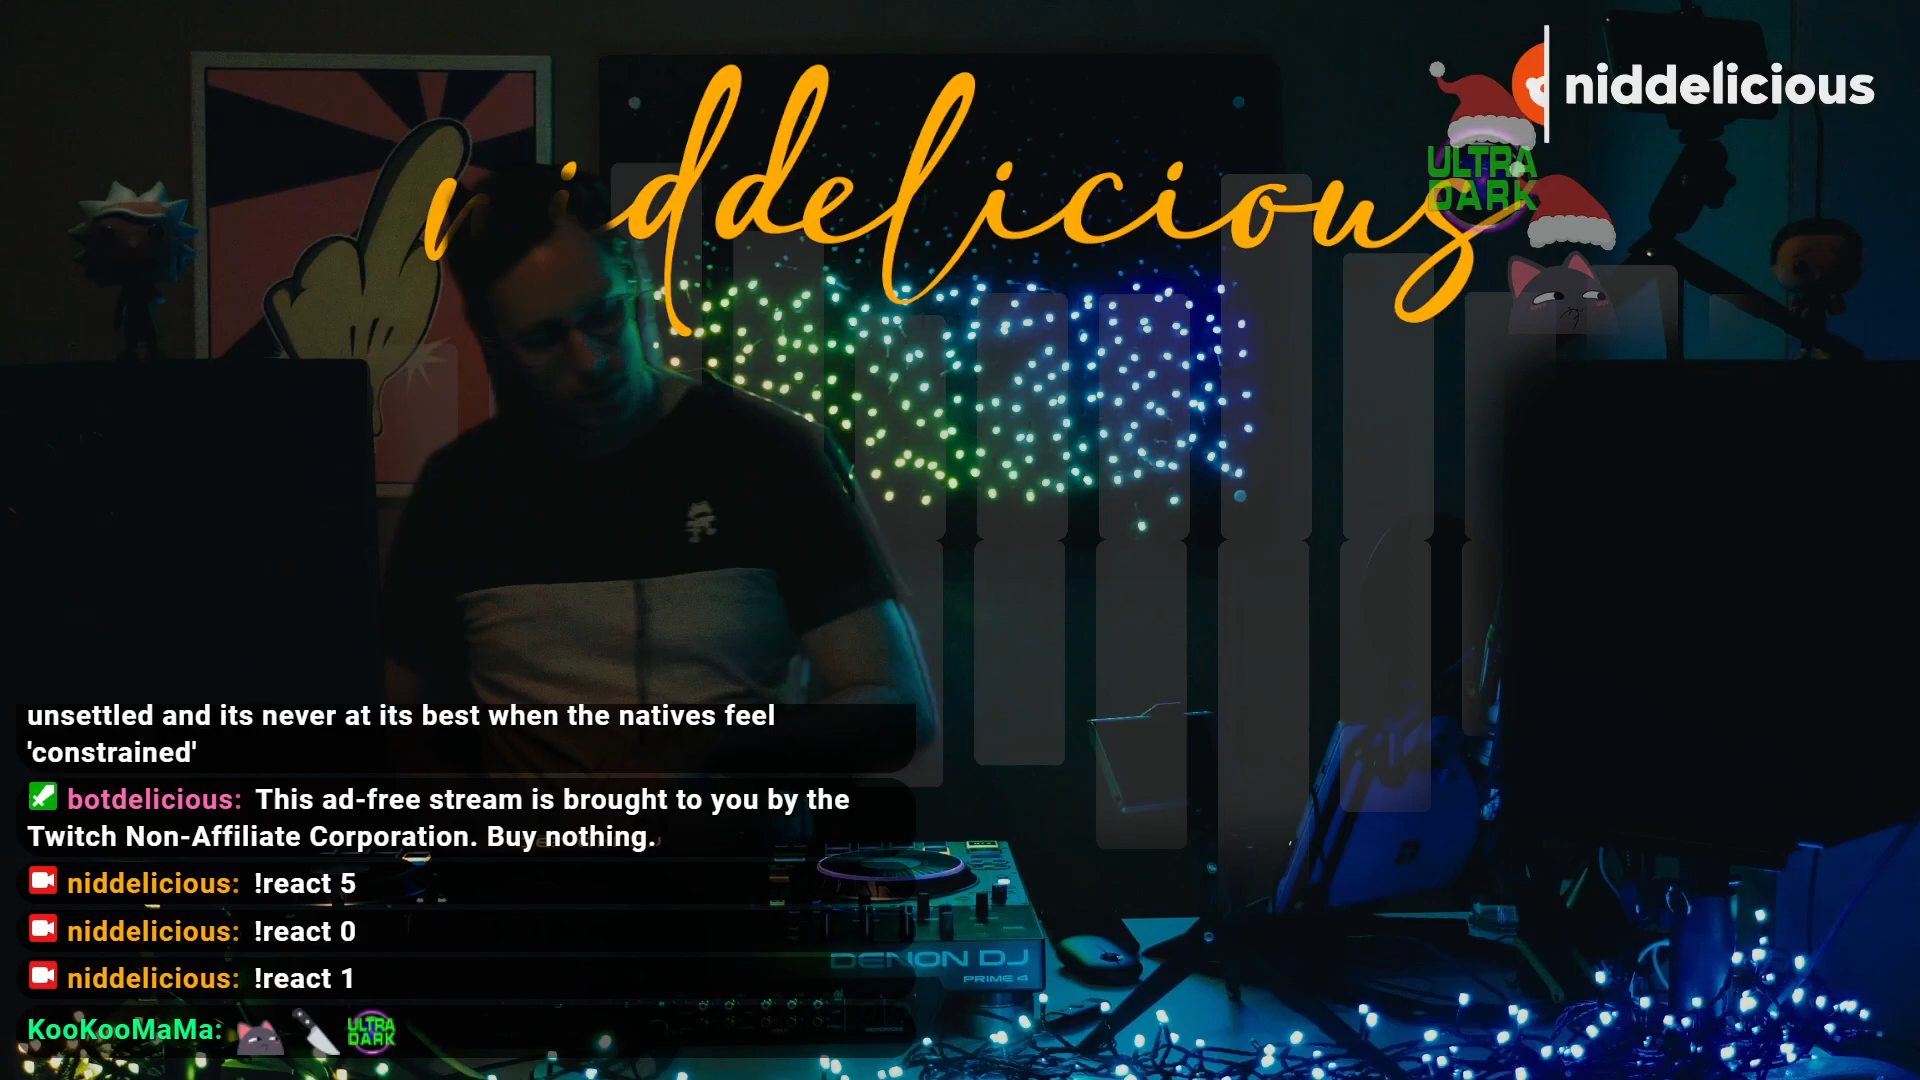 niddelicious
niddelicious
ULTRA
DARK
unsettled and its never at its best when the natives feel
'constrained'
botdelicious: This ad-free stream is brought to you by the
Twitch Non-Affiliate Corporation. Buy nothing.
niddelicious: !react 5
niddelicious: !react 0
niddelicious: !react 1
KooKooMaMa: ULTRA
DARK
DENON DJ
PRIME 4